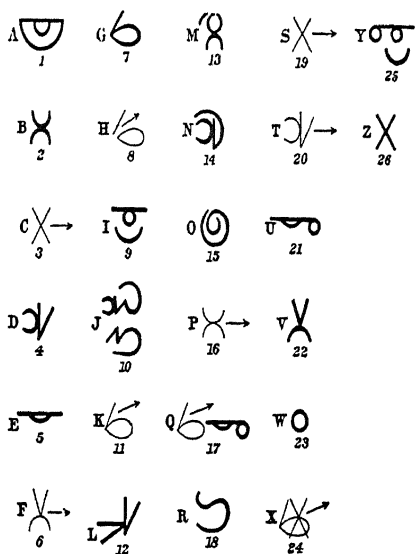 A G M S Y
1 7 13 19 25
B H N T Z
2 8 14 20 26
C I O U
3 9 15 21
D J P V
4 10 16 22
E K Q W
5 11 17 23
F L R X
6 12 18 24